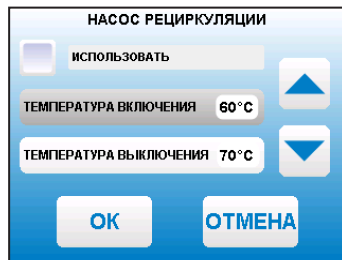 НАСОС РЕЦИРКУЛЯЦИИ
ИСПОЛЬЗОВАТЬ
ТЕМПЕРАТУРА ВКЛЮЧЕНИЯ 60°C
ТЕМПЕРАТУРА ВЫКЛЮЧЕНИЯ 70°C
ОК ОТМЕНА